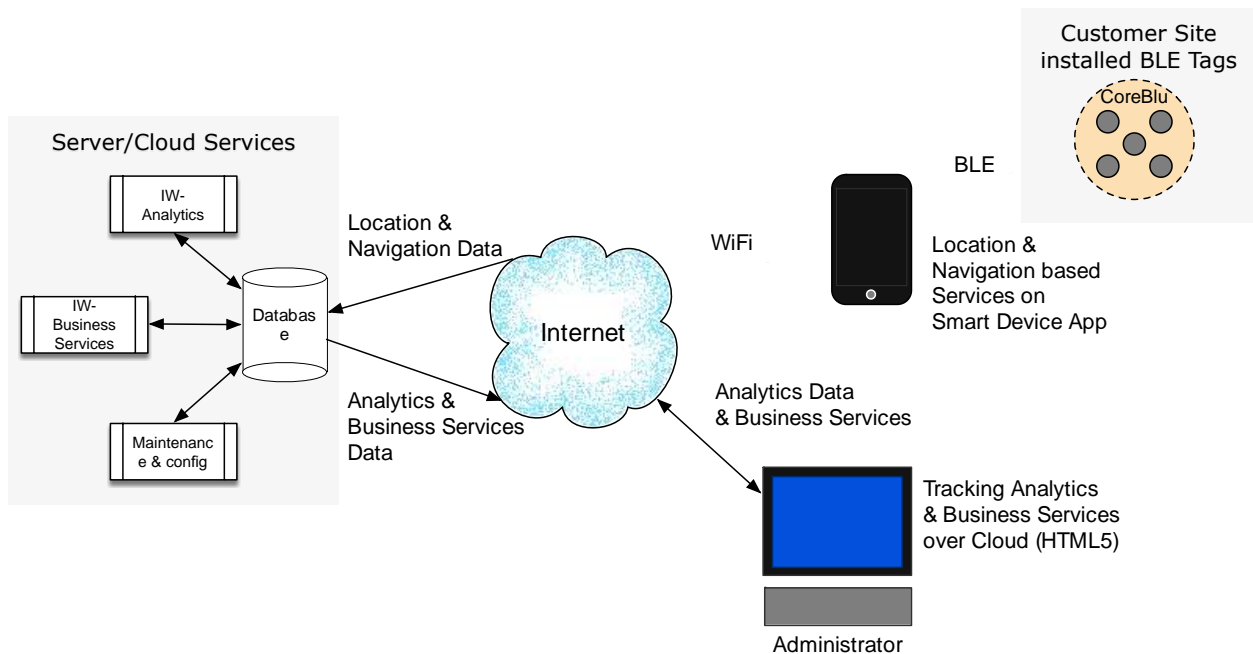 Customer Site
installed BLE Tags
CoreBlu
Server/Cloud Services
IW-
Analytics
IW-
Business
Services
Maintenanc
e & config
Databas
e
Location &
Navigation Data
Analytics &
Business Services
Data
Internet
WiFi
BLE
Location &
Navigation based
Services on
Smart Device App
Analytics Data
& Business Services
Tracking Analytics
& Business Services
over Cloud (HTML5)
Administrator